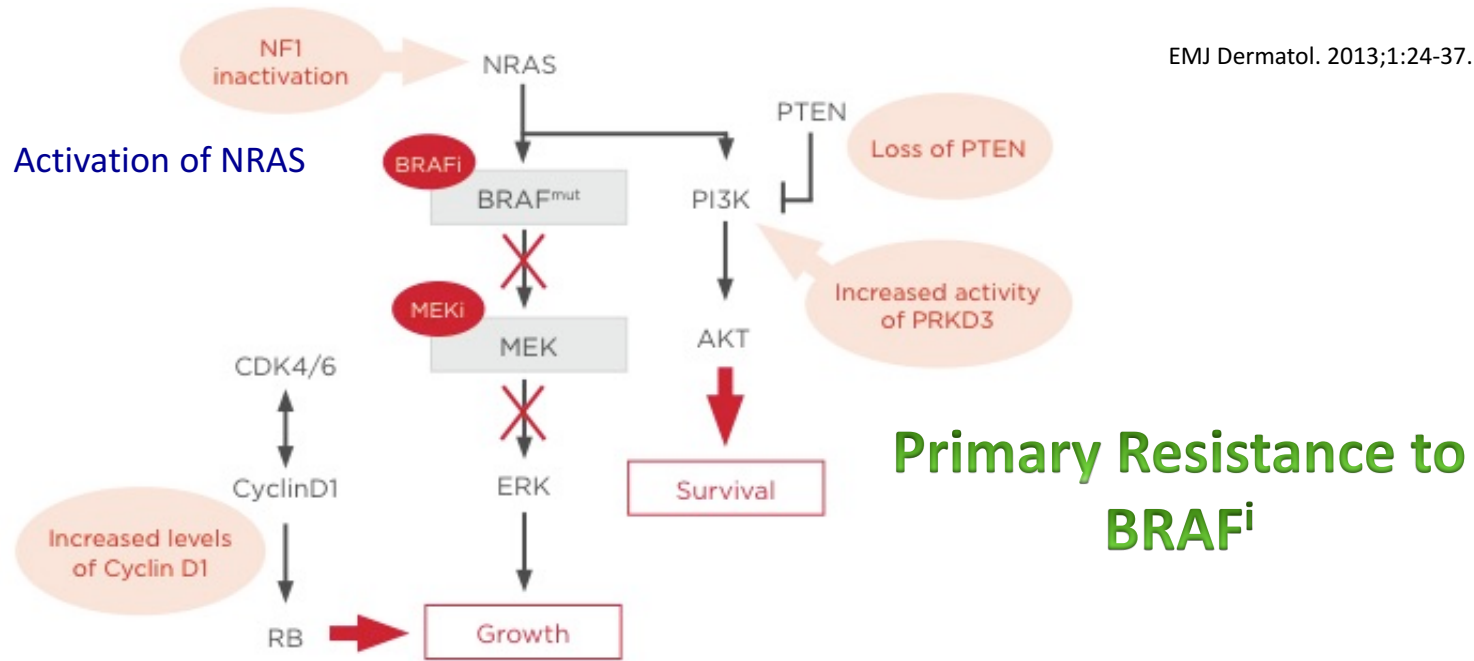 NF1
inactivation
NRAS
EMJ Dermatol. 2013;1:24-37.
Activation of NRAS
BRAFi
BRAFmut
PTEN
Loss of PTEN
PI3K
MEKi
MEK
Increased activity
of PRKD3
AKT
CDK4/6
CyclinD1
ERK
Survival
Primary Resistance to
BRAFi
Increased levels
of Cyclin D1
RB
Growth